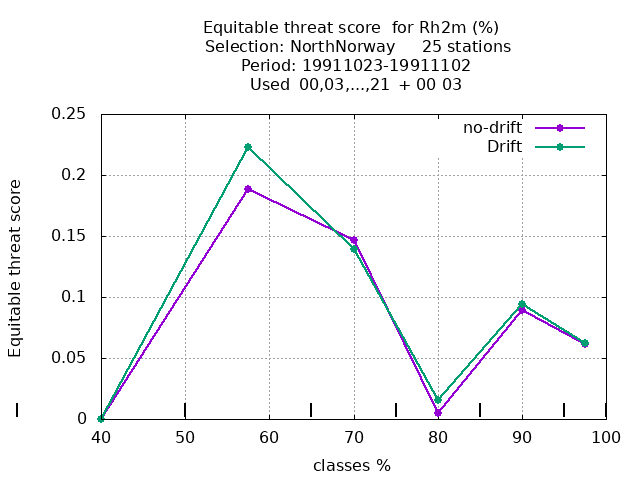 Equitable threat score  for Rh2m (%)
Selection: NorthNorway     25 stations
Period: 19911023-19911102
Used  00,03,...,21  + 00 03
no-drift
Drift
0.25
0.2
0.15
0.1
0.05
0
Equitable threat score
40 50 60 70 80 90 100
classes %